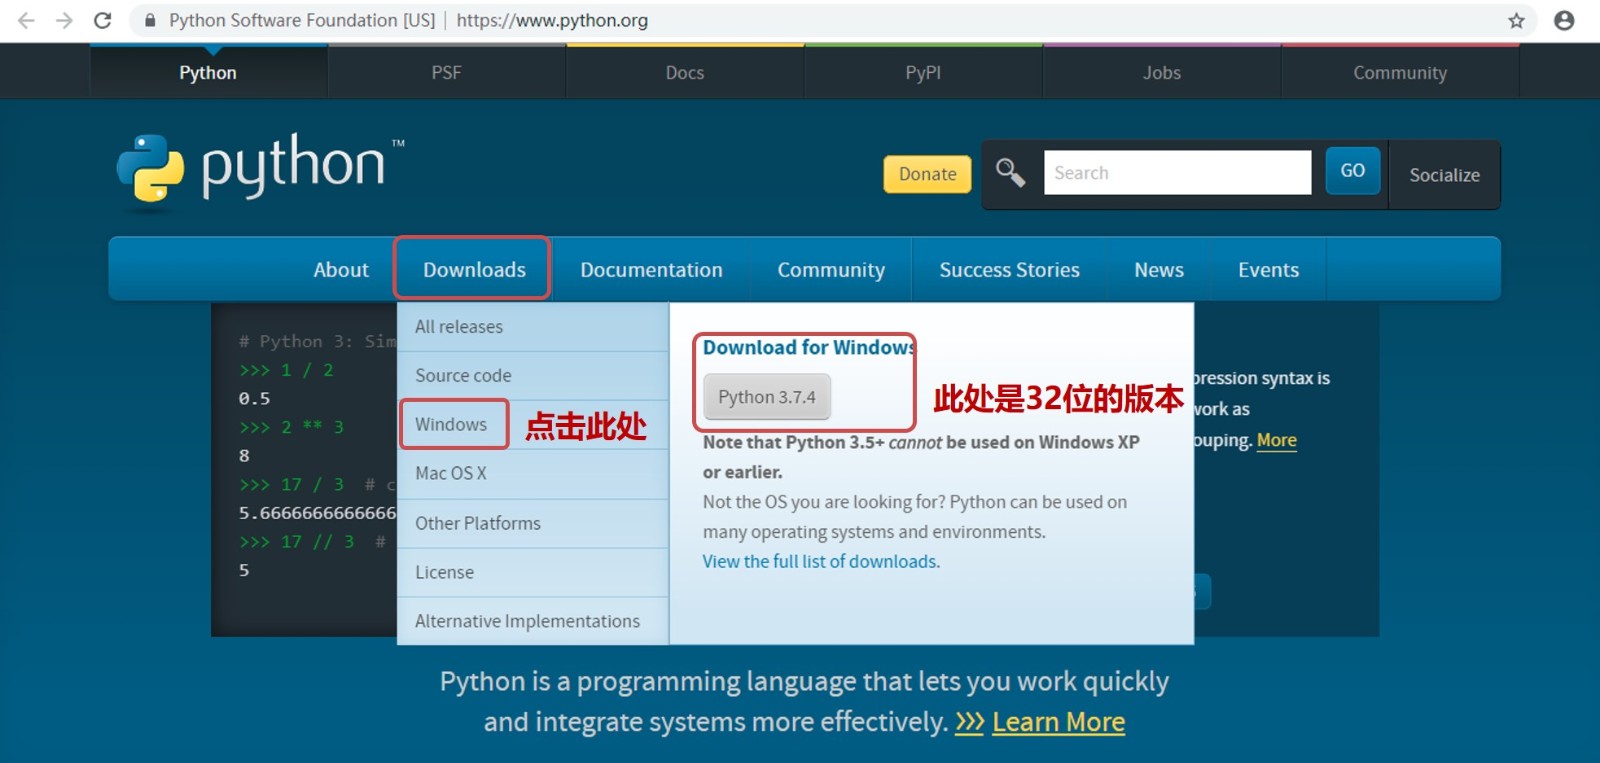 Python Software Foundation [US] | https://www.python.org
Python PSF Docs PyPI Jobs Community
python™
Donate Search GO Socialize
About Downloads Documentation Community Success Stories News Events
# Python 3: Sim
>>> 1 / 2
0.5
>>> 2 ** 3
8
>>> 17 / 3 # c
5.6666666666666
>>> 17 // 3 #
5
All releases
Source code
Windows
点击此处
Mac OS X
Other Platforms
License
Alternative Implementations
Download for Windows
Python 3.7.4
此处是32位的版本
Note that Python 3.5+ cannot be used on Windows XP
or earlier.
Not the OS you are looking for? Python can be used on
many operating systems and environments.
View the full list of downloads.
pression syntax is
work as
ouping. More
Python is a programming language that lets you work quickly
and integrate systems more effectively. >>> Learn More